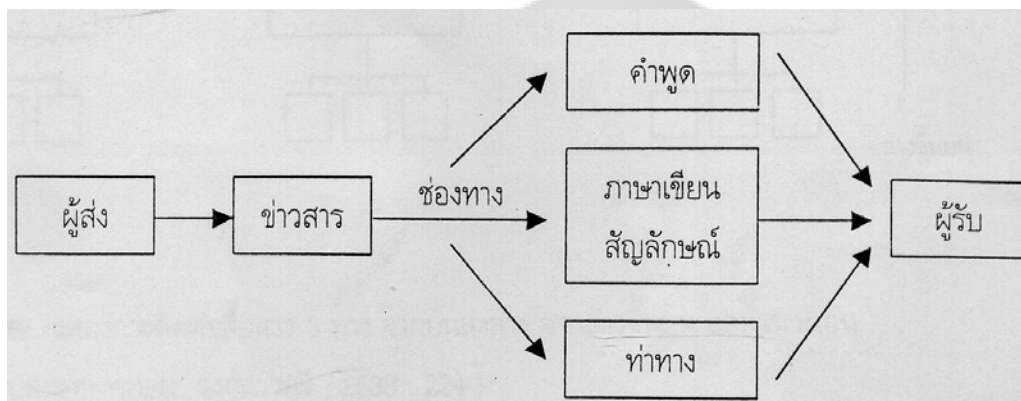 คำพูด
ผู้ส่ง
ข่าวสาร
ช่องทาง
ภาษาเขียน
สัญลักษณ์
ผู้รับ
ท่าทาง